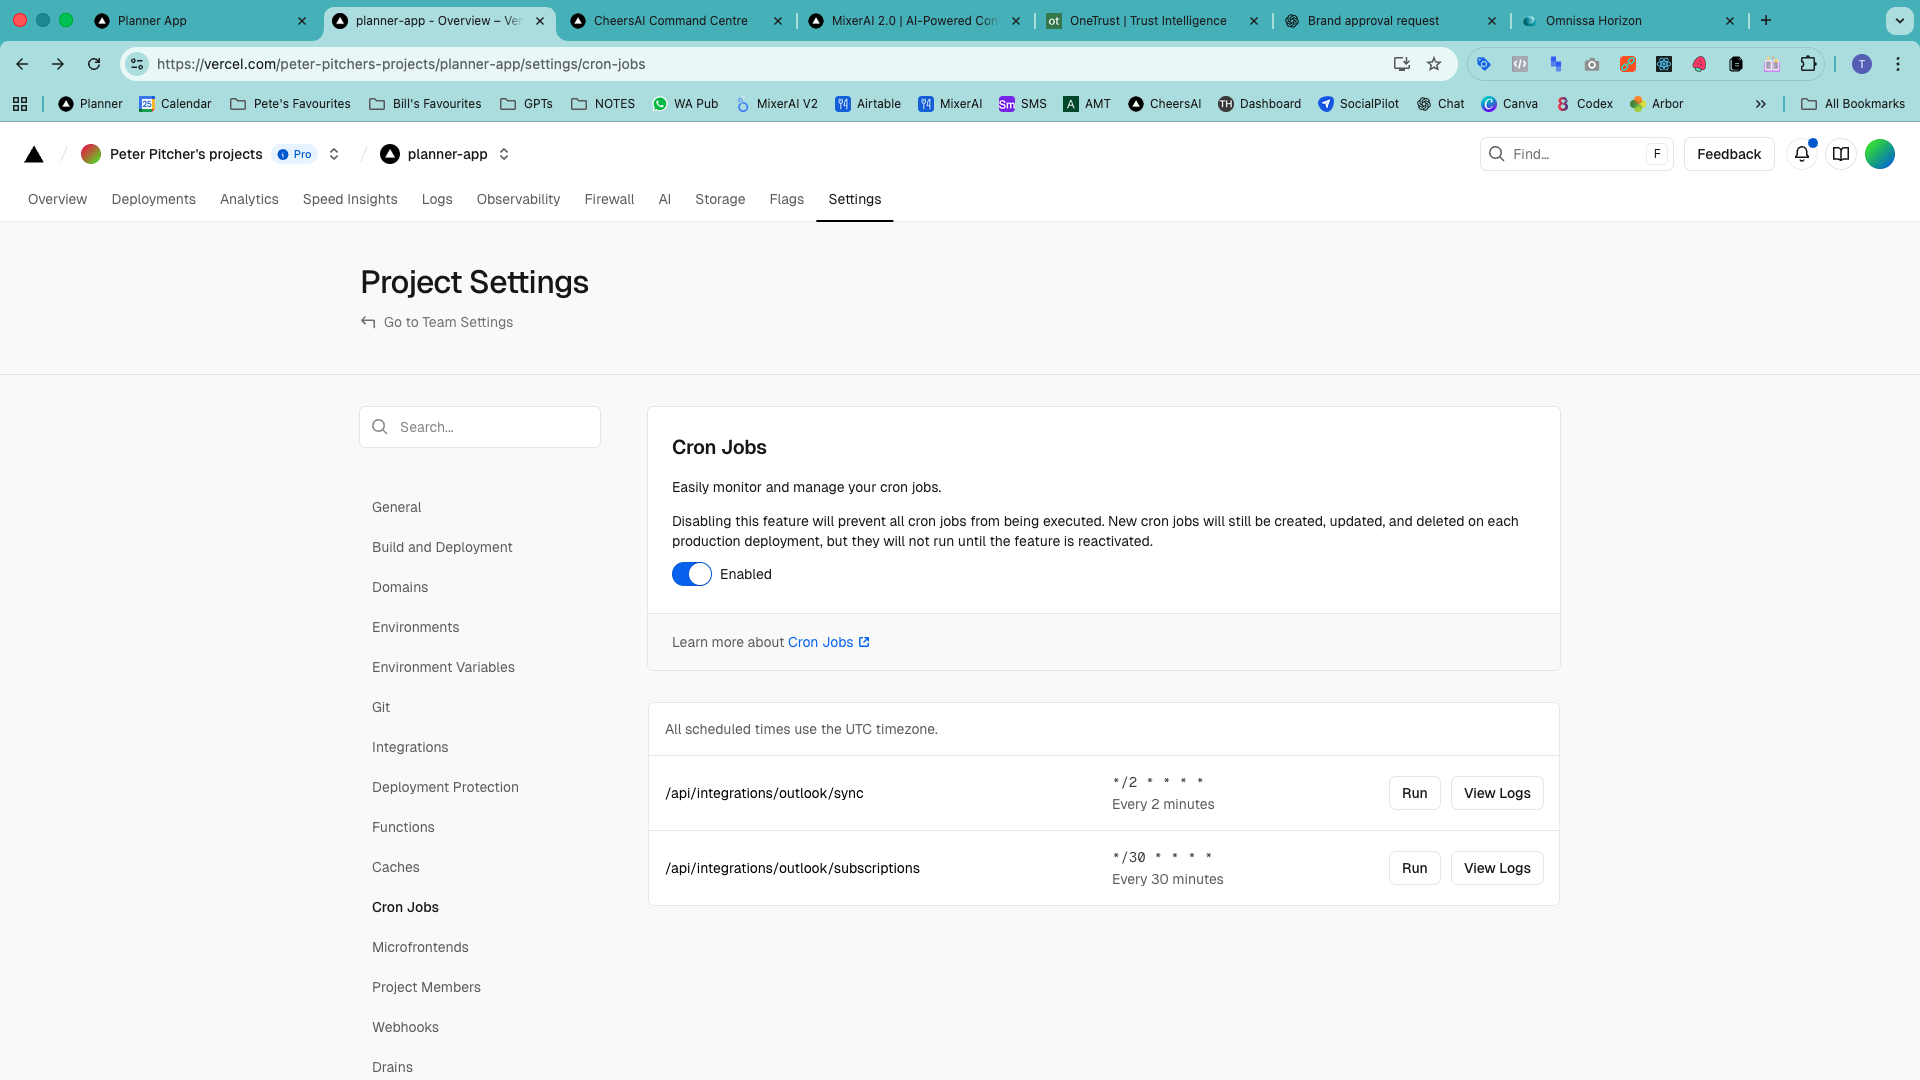 Planner App
planner-app - Overview – Ver
CheersAI Command Centre
MixerAI 2.0 | AI-Powered Con
OneTrust | Trust Intelligence
Brand approval request
Omnissa Horizon
https://vercel.com/peter-pitchers-projects/planner-app/settings/cron-jobs
T
Planner
25
Calendar
Pete's Favourites
Bill's Favourites
GPTs
NOTES
WA Pub
MixerAI V2
Airtable
MixerAI
Sm
SMS
A
AMT
CheersAI
TH
Dashboard
SocialPilot
Chat
Canva
Codex
Arbor
All Bookmarks
Peter Pitcher's projects
Pro
planner-app
Find...
F
Feedback
Overview
Deployments
Analytics
Speed Insights
Logs
Observability
Firewall
AI
Storage
Flags
Settings
Project Settings
Go to Team Settings
Search...
General
Build and Deployment
Domains
Environments
Environment Variables
Git
Integrations
Deployment Protection
Functions
Caches
Cron Jobs
Microfrontends
Project Members
Webhooks
Drains
Cron Jobs
Easily monitor and manage your cron jobs.
Disabling this feature will prevent all cron jobs from being executed. New cron jobs will still be created, updated, and deleted on each
production deployment, but they will not run until the feature is reactivated.
Enabled
Learn more about Cron Jobs
All scheduled times use the UTC timezone.
/api/integrations/outlook/sync
*/2 * * * *
Every 2 minutes
Run
View Logs
/api/integrations/outlook/subscriptions
*/30 * * * *
Every 30 minutes
Run
View Logs